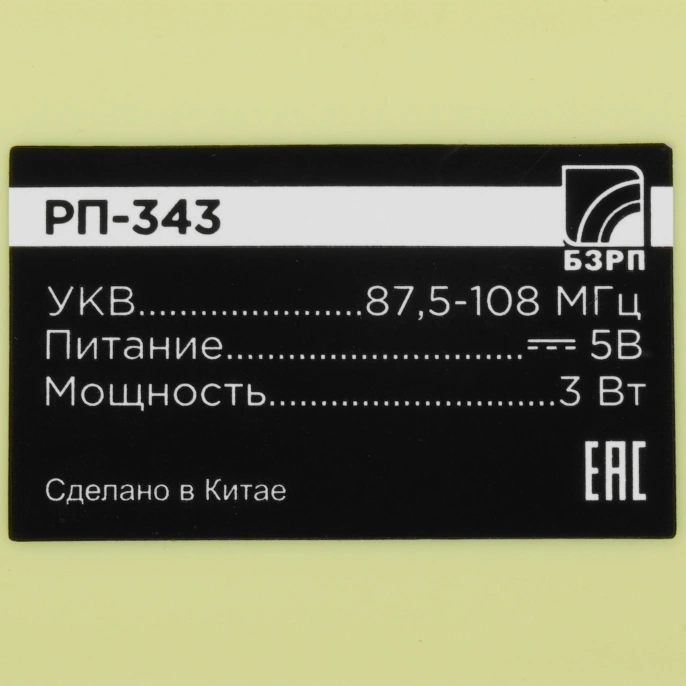 РП-343
БЗРП
УКВ......................87,5-108 МГц
Питание.............................⎓ 5В
Мощность............................3 Вт
Сделано в Китае
ЕАС